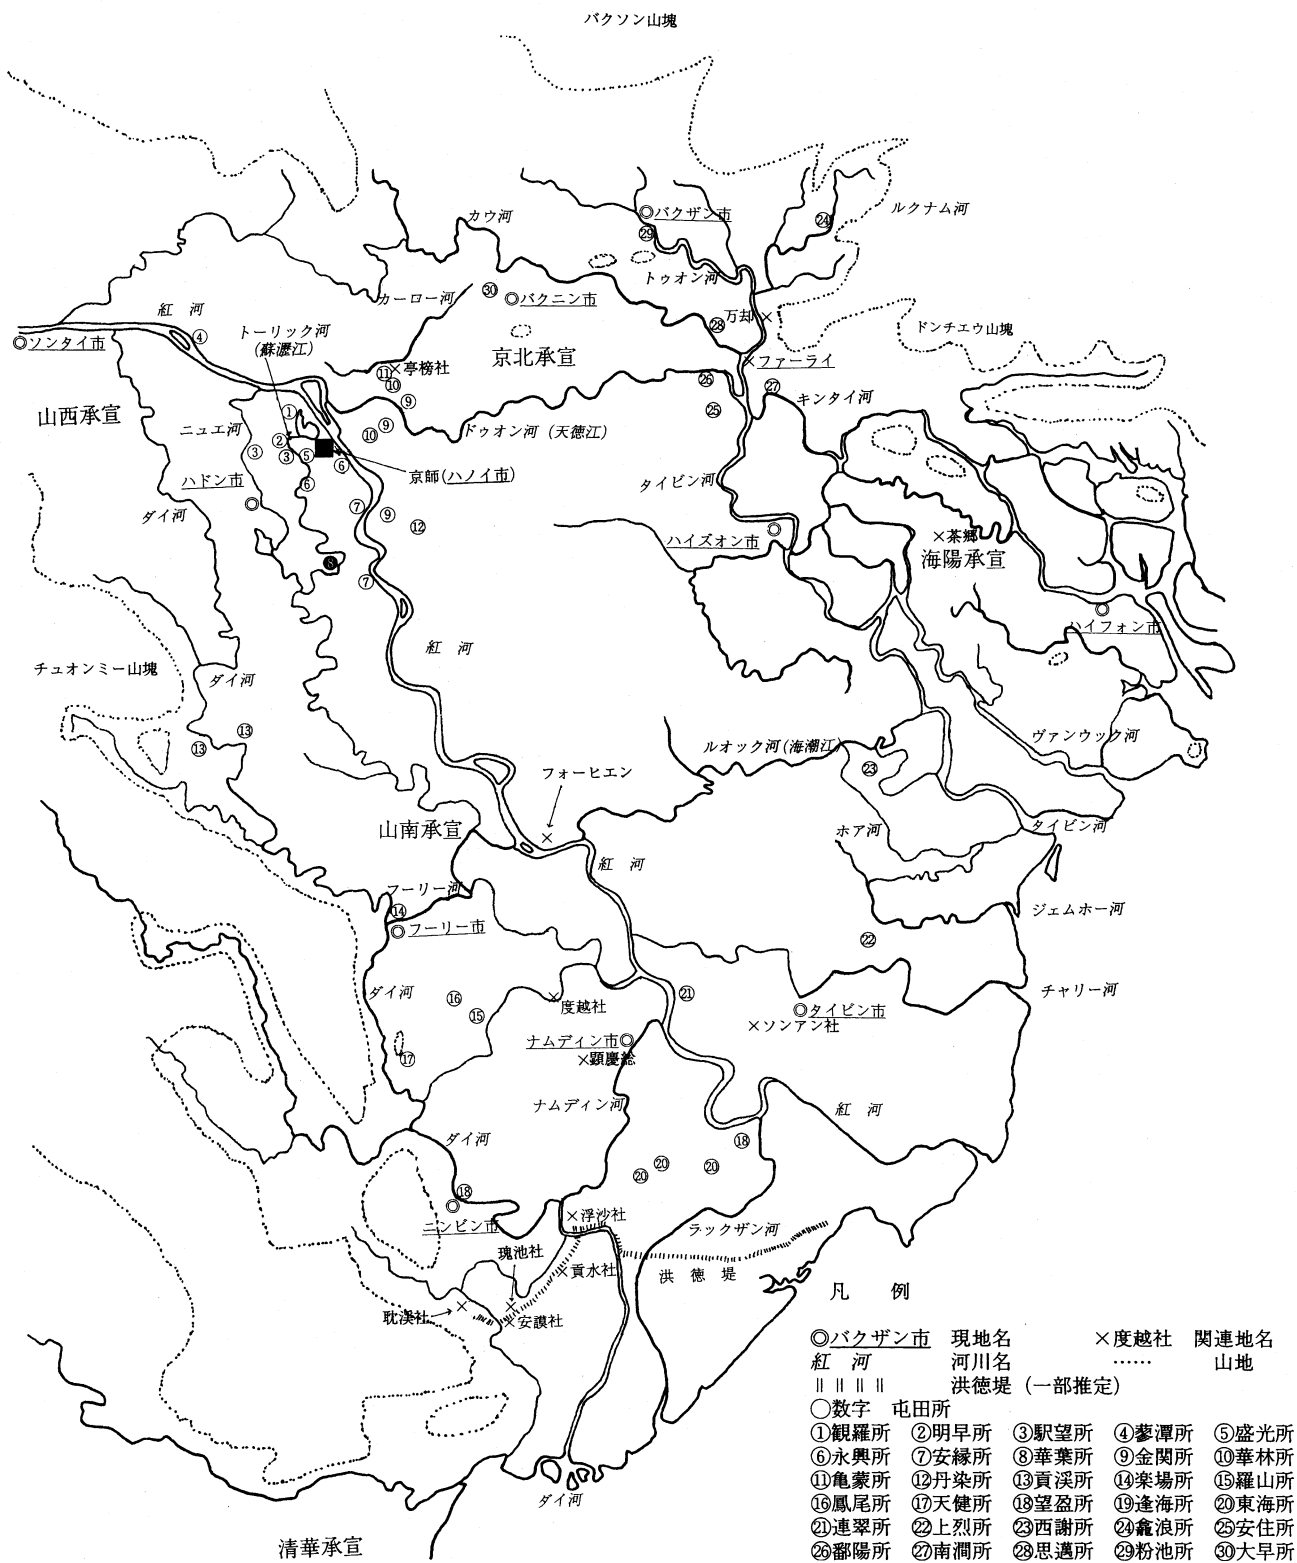 バクソン山塊
◎バクザン市
㉙
㉔
ルクナム河
カウ河
トゥオン河
㉚
◎バクニン市
カーロー河
紅　河
④
トーリック河
(蘇瀝江)
◎ソンタイ市
㉘
万却×
ドンチエウ山塊
京北承宣
×ファーライ
⑪×亭榜社
⑩
⑨
㉖
㉗
㉕
キンタイ河
山西承宣
ニュエ河
①
②
③
③
⑤
⑥
⑥
⑩
⑨
ドゥオン河 (天徳江)
京師(ハノイ市)
ハドン市
◎
ダイ河
⑦
⑨
⑫
タイビン河
ハイズオン市
◎
×茶郷
海陽承宣
⑧
⑦
◎
ハイフォン市
紅　河
チュオンミー山塊
ダイ河
⑬
⑬
ルオック河(海潮江)
ヴァンウック河
㉓
フォーヒエン
×
山南承宣
ホア河
タイビン河
紅　河
フーリー河
⑭
◎フーリー市
ジェムホー河
㉒
ダイ河
⑯
⑮
×度越社
㉑
チャリー河
◎タイビン市
×ソンアン社
⑰
ナムディン市◎
×顕慶総
ナムディン河
紅　河
ダイ河
⑱
⑳
⑳
⑳
⑱
◎
ニンビン市
×浮沙社
ラックザン河
瑰池社
×貢水社
洪　徳　堤
×
×
×安謨社
凡　例
◎バクザン市　現地名　×度越社　関連地名
紅　河　河川名　……　山地
॥ ॥ ॥ ॥　洪徳堤（一部推定）
○数字　屯田所
①観羅所　②明早所　③駅望所　④蓼潭所　⑤盛光所
⑥永興所　⑦安縁所　⑧華葉所　⑨金関所　⑩華林所
⑪亀蒙所　⑫丹染所　⑬貢渓所　⑭楽場所　⑮羅山所
⑯鳳尾所　⑰天健所　⑱望盈所　⑲逢海所　⑳東海所
㉑連翠所　㉒上烈所　㉓西謝所　㉔龕浪所　㉕安住所
㉖鄱陽所　㉗南澗所　㉘思邁所　㉙粉池所　㉚大早所
ダイ河
清華承宣